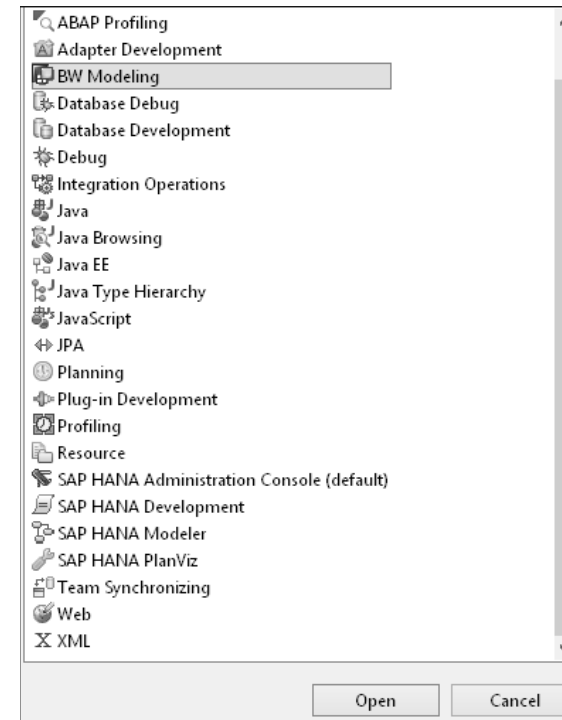 ABAP Profiling
Adapter Development
BW Modeling
Database Debug
Database Development
Debug
Integration Operations
Java
Java Browsing
Java EE
Java Type Hierarchy
JavaScript
JPA
Planning
Plug-in Development
Profiling
Resource
SAP HANA Administration Console (default)
SAP HANA Development
SAP HANA Modeler
SAP HANA PlanViz
Team Synchronizing
Web
XML
Open Cancel